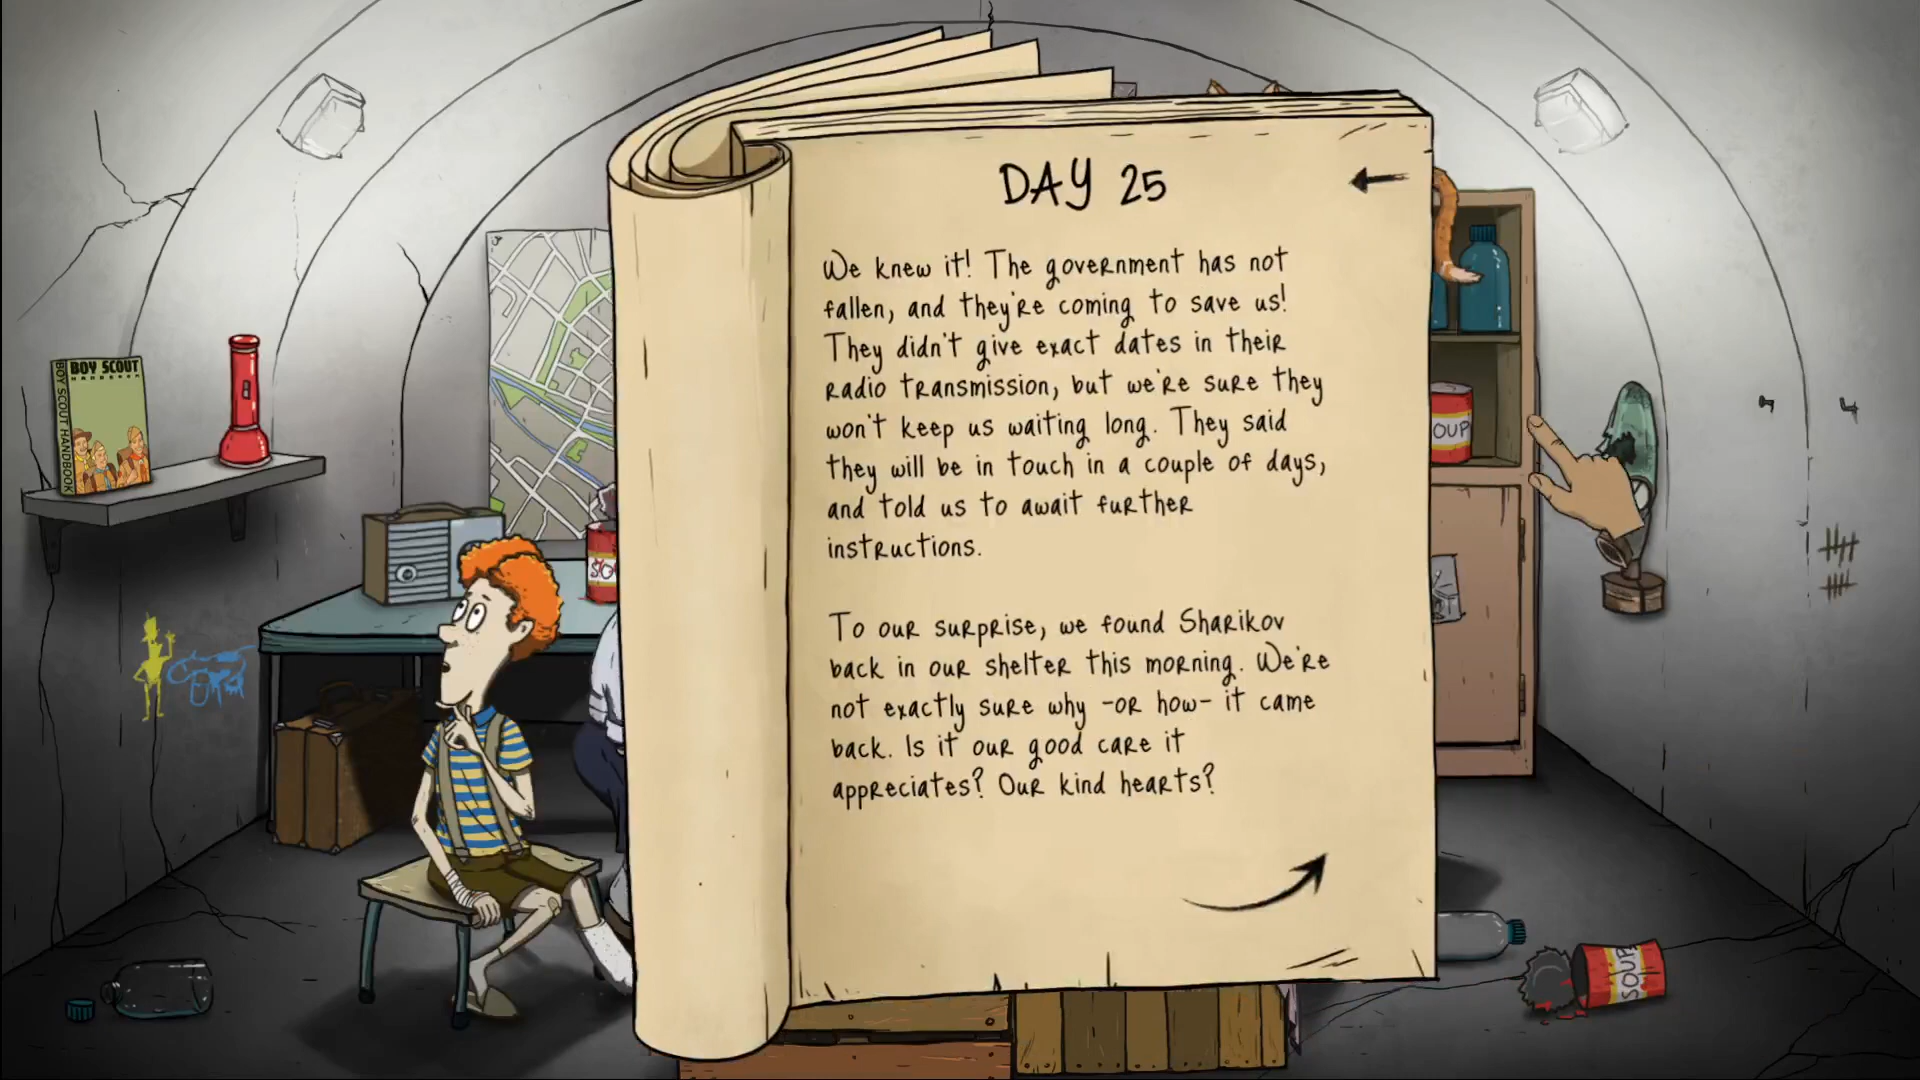 BOY SCOUT
HANDBOOK
BOY SCOUT HANDBOOK
DAY 25
We knew it! The government has not
fallen, and they're coming to save us!
They didn't give exact dates in their
radio transmission, but we're sure they
won't keep us waiting long. They said
they will be in touch in a couple of days,
and told us to await further
instructions.
To our surprise, we found Sharikov
back in our shelter this morning. We're
not exactly sure why -or how- it came
back. Is it our good care it
appreciates? Our kind hearts?
OUP
SO
SOUP